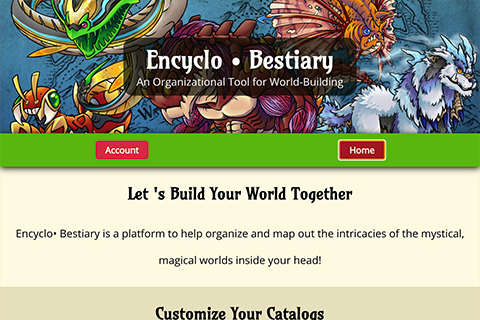 Encyclo • Bestiary
An Organizational Tool for World-Building
Account
Home
Let 's Build Your World Together
Encyclo• Bestiary is a platform to help organize and map out the intricacies of the mystical,
magical worlds inside your head!
Customize Your Catalogs